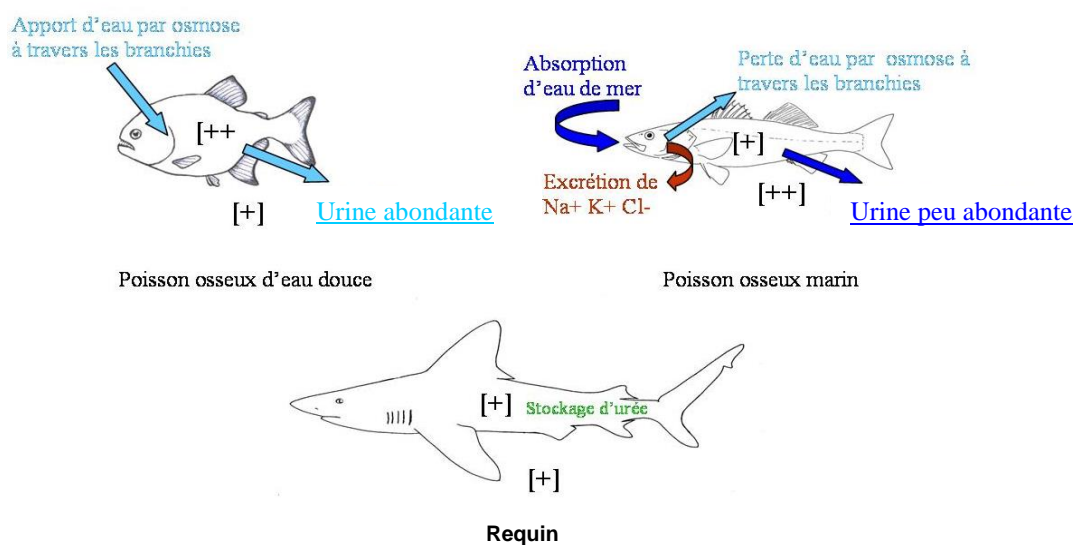 Apport d'eau par osmose
à travers les branchies
[++
[+]
Urine abondante
Poisson osseux d'eau douce
Absorption
d'eau de mer
Perte d'eau par osmose à
travers les branchies
[+]
Excrétion de
Na+ K+ Cl-
[++]
Urine peu abondante
Poisson osseux marin
[+] Stockage d'urée
[+]
Requin